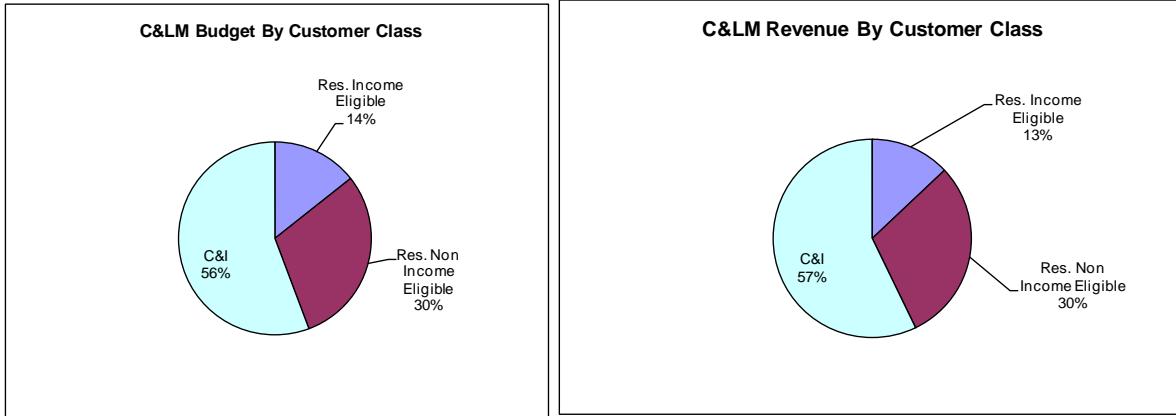 C&LM Budget By Customer Class
Res. Income
Eligible
14%
C&I
56%
Res. Non
Income
Eligible
30%
C&LM Revenue By Customer Class
Res. Income
Eligible
13%
C&I
57%
Res. Non
Income Eligible
30%